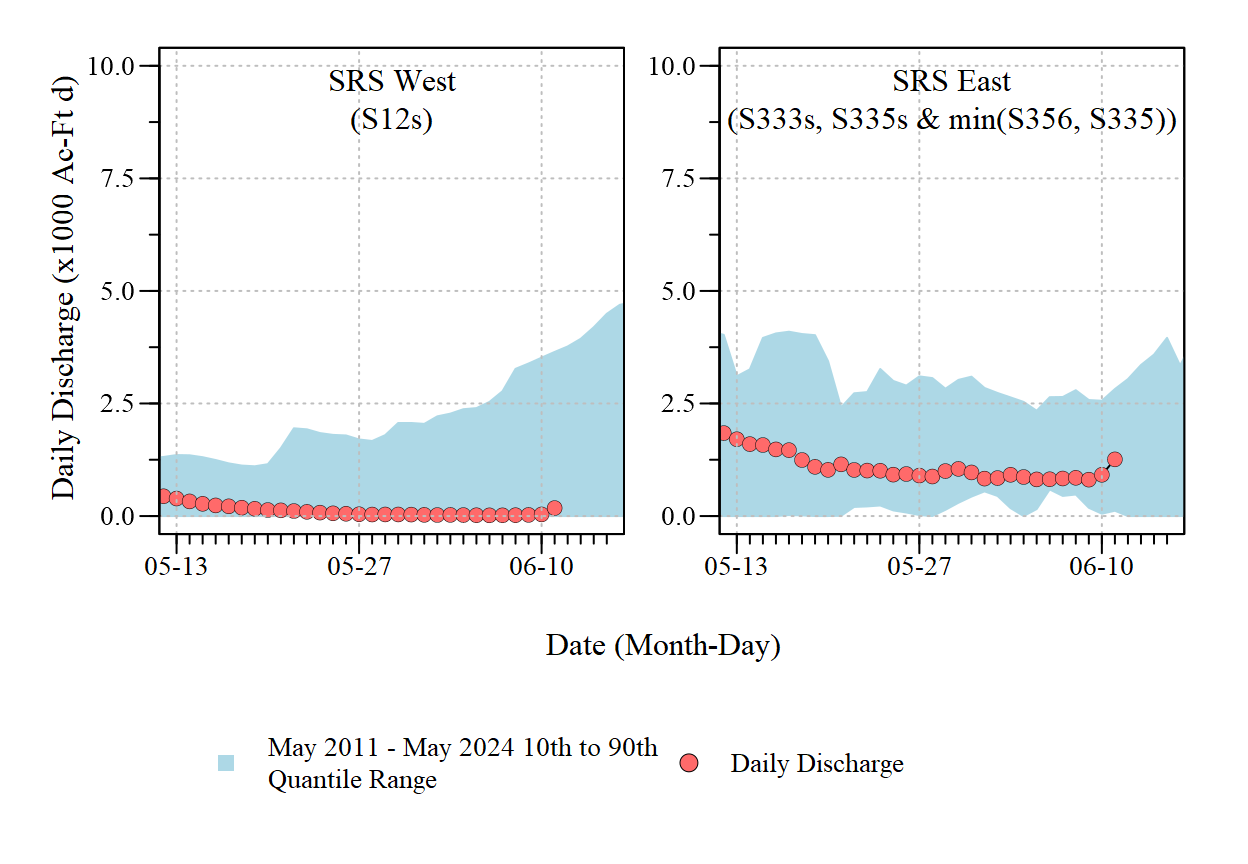 SRS West
(S12s)
SRS East
(S333s, S335s & min(S356, S335))
Daily Discharge (x1000 Ac-Ft d)
10.0
7.5
5.0
2.5
0.0
05-13
05-27
06-10
10.0
7.5
5.0
2.5
0.0
05-13
05-27
06-10
Date (Month-Day)
May 2011 - May 2024 10th to 90th
Quantile Range
Daily Discharge